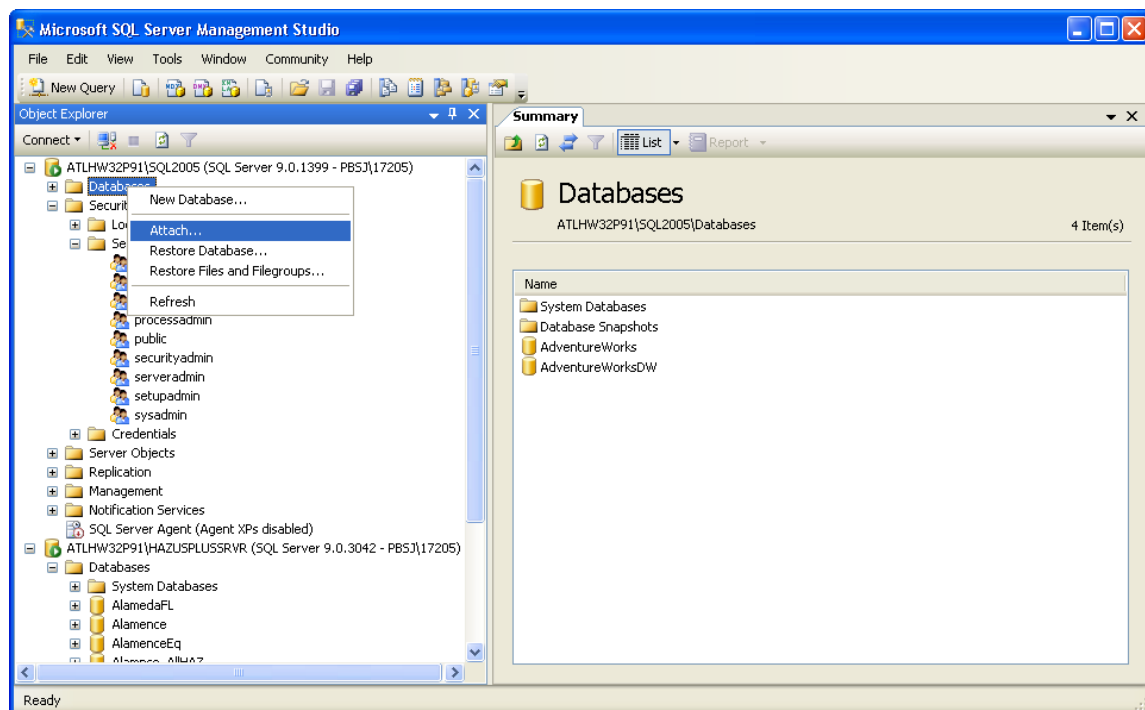 Microsoft SQL Server Management Studio
File Edit View Tools Window Community Help
New Query
Object Explorer
Connect
ATLHW32P91\SQL2005 (SQL Server 9.0.1399 - PBSJ\17205)
Databases
Securit
New Database...
Lo
Attach...
Se
Restore Database...
Restore Files and Filegroups...
Refresh
processadmin
public
securityadmin
serveradmin
setupadmin
sysadmin
Credentials
Server Objects
Replication
Management
Notification Services
SQL Server Agent (Agent XPs disabled)
ATLHW32P91\HAZUSPLUSSRVR (SQL Server 9.0.3042 - PBSJ\17205)
Databases
System Databases
AlamedaFL
Alamence
AlamenceEq
Summary
List Report
Databases
ATLHW32P91\SQL2005\Databases 4 Item(s)
Name
System Databases
Database Snapshots
AdventureWorks
AdventureWorksDW
Ready